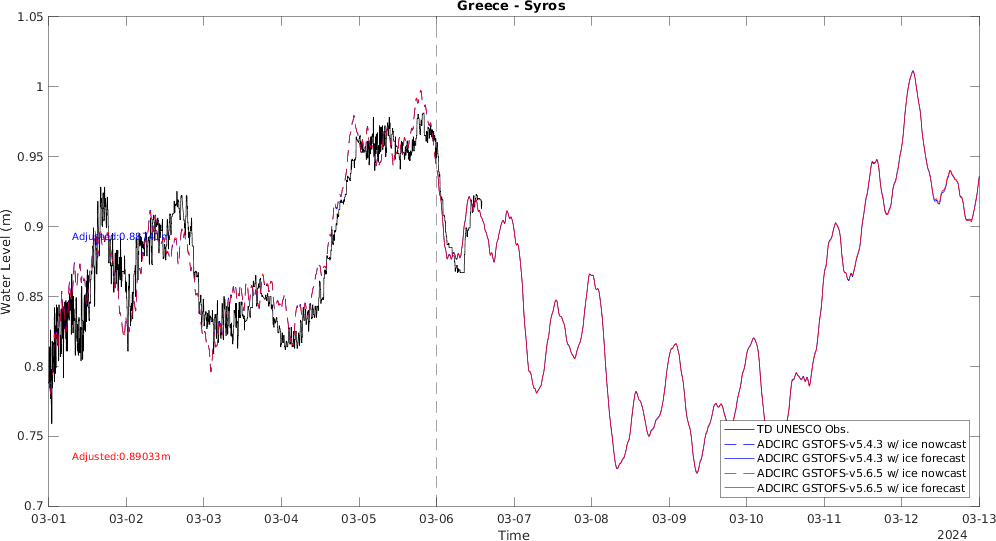 Greece - Syros
1.05
1
0.95
0.9
0.85
0.8
0.75
0.7
Water Level (m)
Adjusted:0.89033m
TD UNESCO Obs.
ADCIRC GSTOFS-v5.4.3 w/ ice nowcast
ADCIRC GSTOFS-v5.4.3 w/ ice forecast
ADCIRC GSTOFS-v5.6.5 w/ ice nowcast
ADCIRC GSTOFS-v5.6.5 w/ ice forecast
03-01 03-02 03-03 03-04 03-05 03-06 03-07 03-08 03-09 03-10 03-11 03-12 03-13
Time
2024